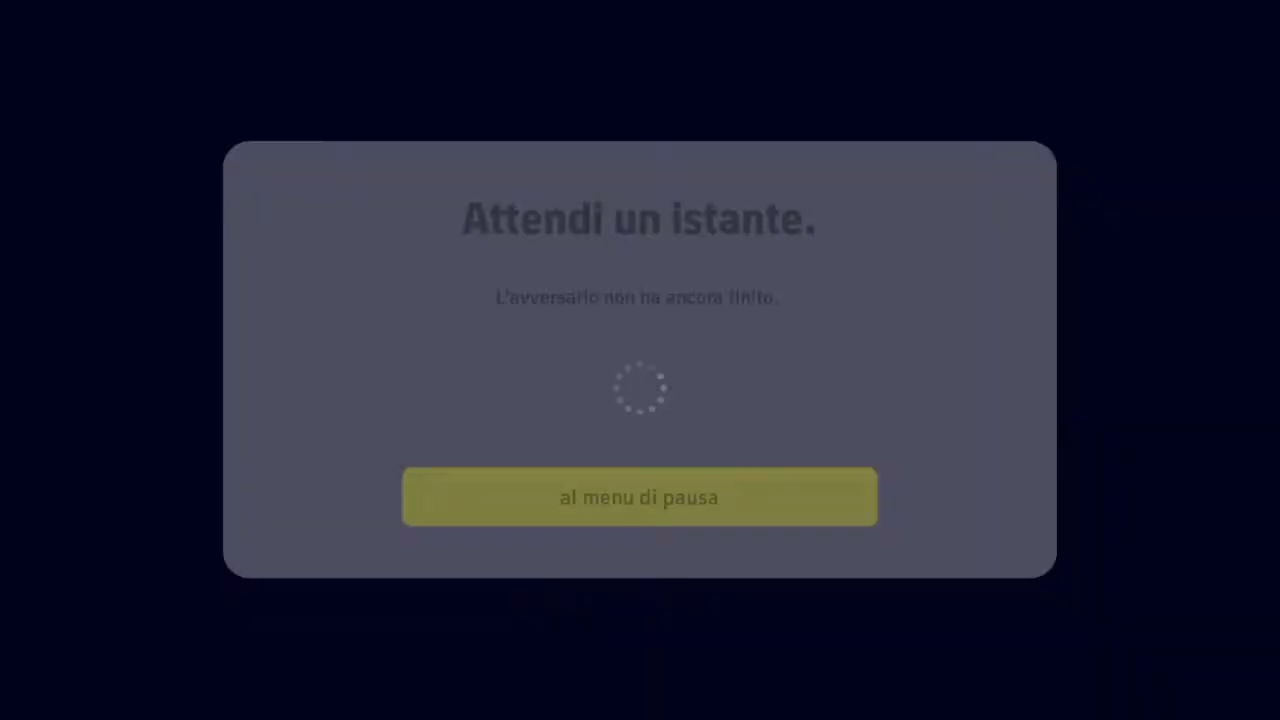 Attendi un istante.
L'avversario non ha ancora finito.
al menu di pausa